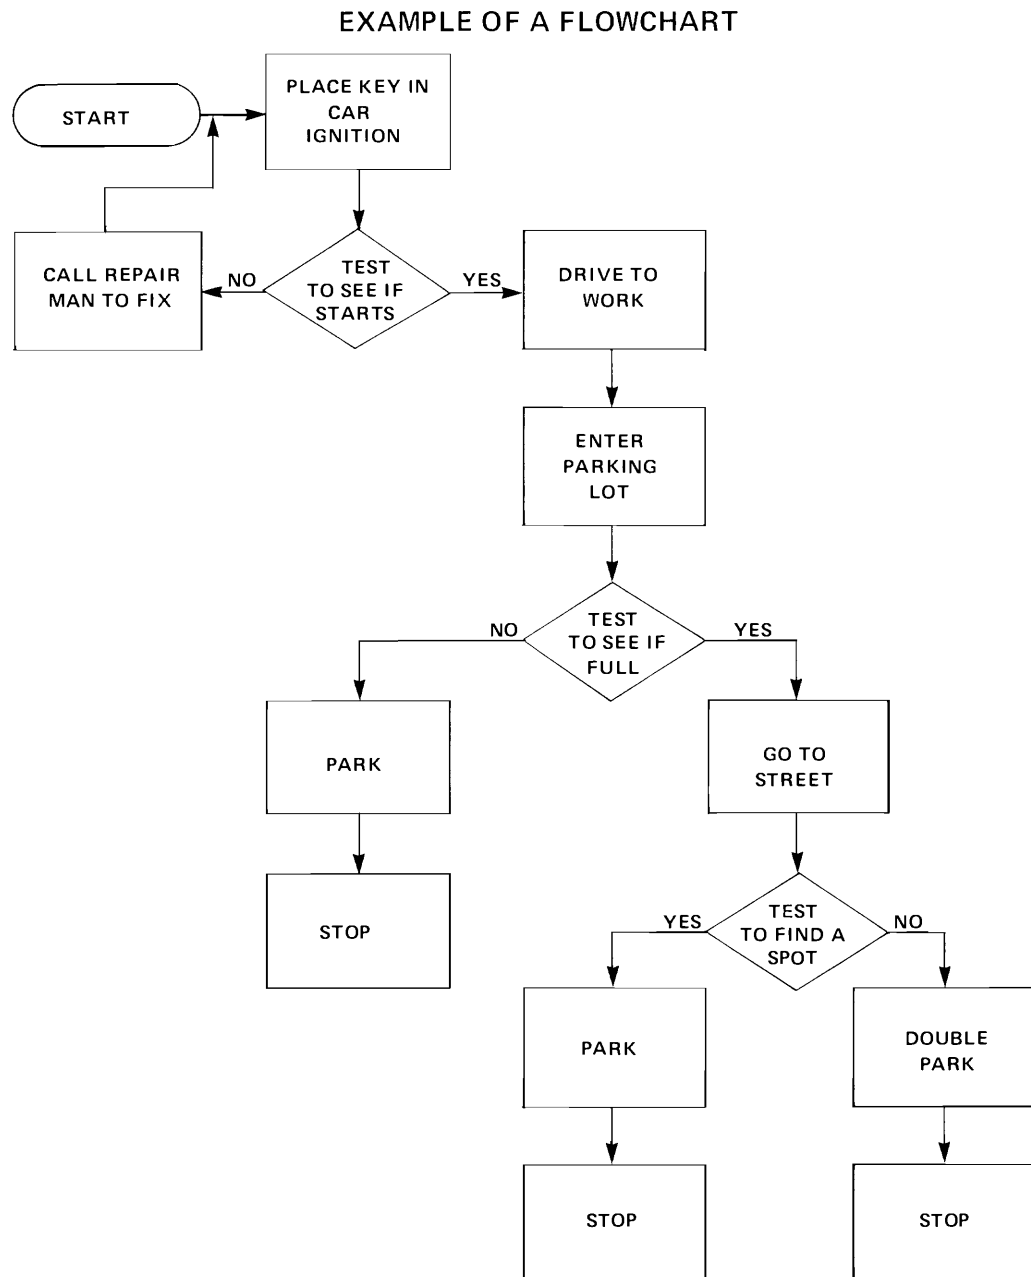 EXAMPLE OF A FLOWCHART
START
PLACE KEY IN
CAR
IGNITION
CALL REPAIR
MAN TO FIX
NO
TEST
TO SEE IF
STARTS
YES
DRIVE TO
WORK
ENTER
PARKING
LOT
NO
TEST
TO SEE IF
FULL
YES
PARK
GO TO
STREET
STOP
YES
TEST
TO FIND A
SPOT
NO
PARK
DOUBLE
PARK
STOP
STOP